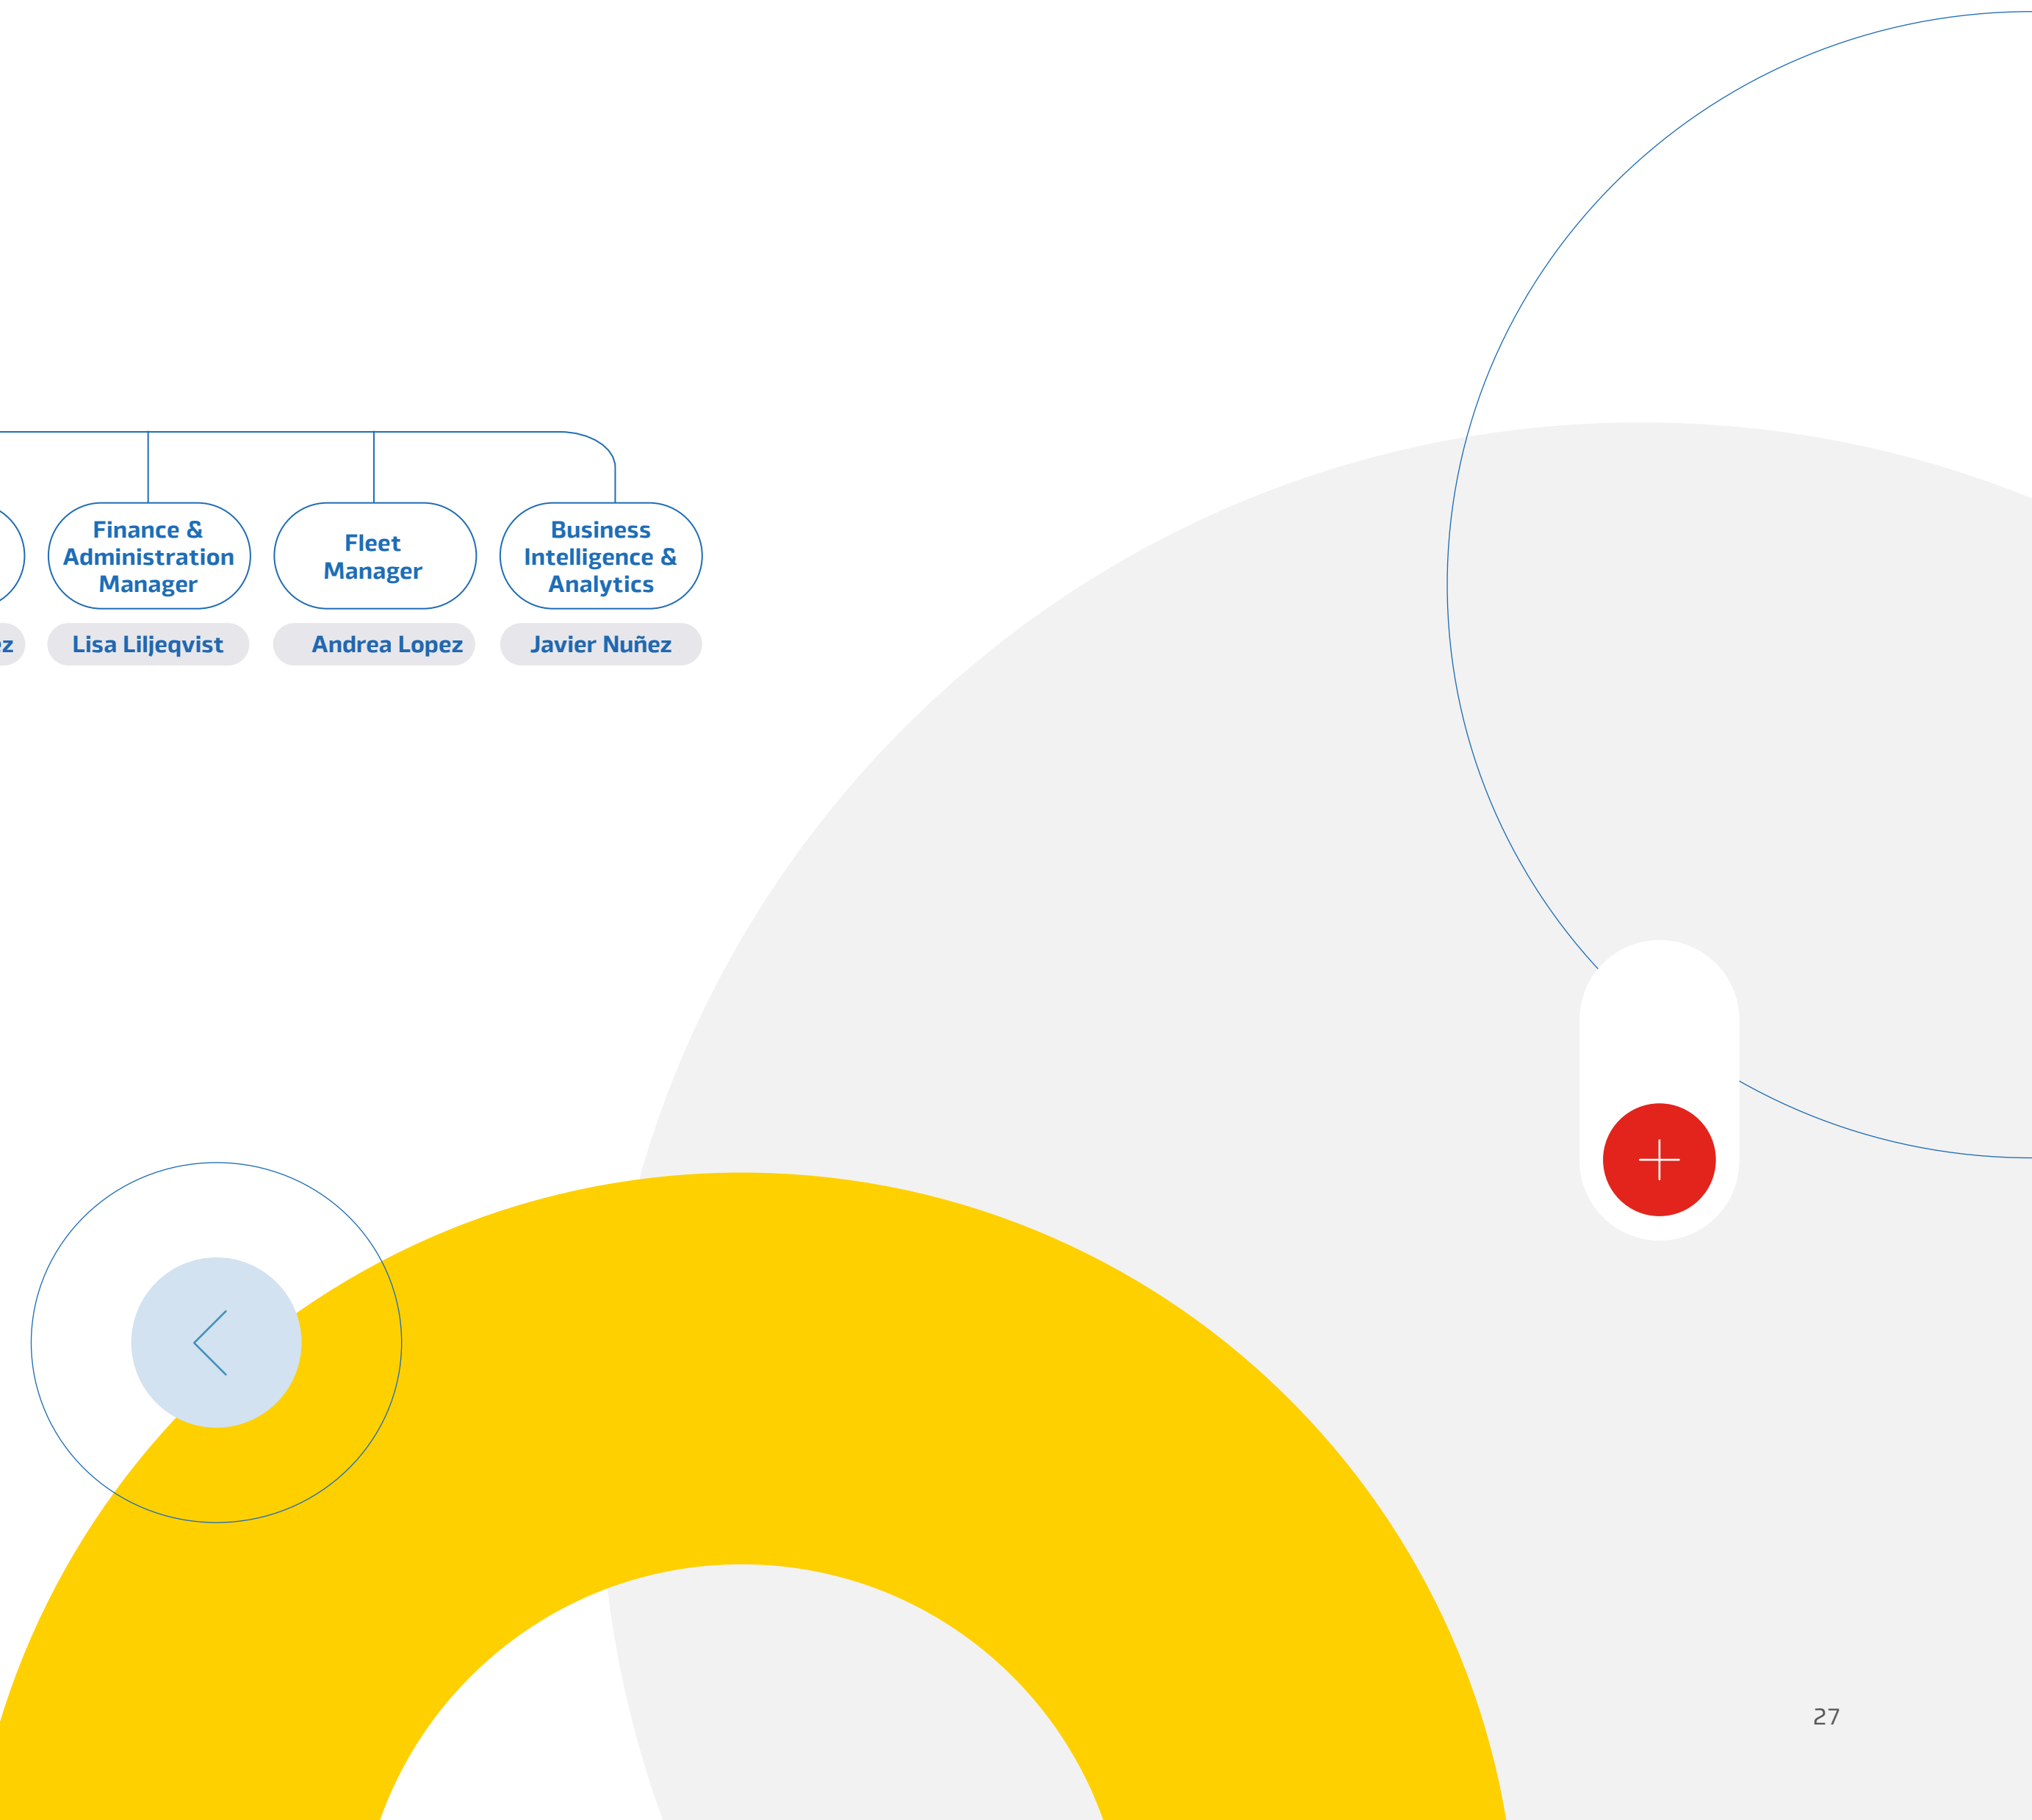 Finance &
Administration
Manager
Lisa Liljeqvist
Fleet
Manager
Andrea Lopez
Business
Intelligence &
Analytics
Javier Nuñez
27